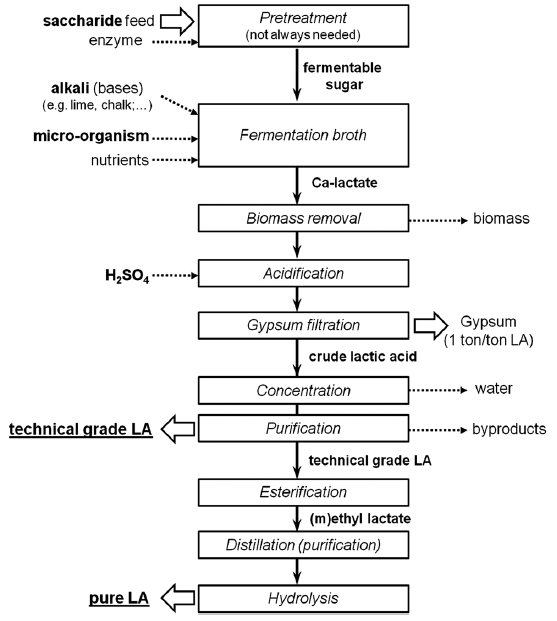 saccharide feed
enzyme
Pretreatment
(not always needed)
fermentable
sugar
alkali (bases)
(e.g. lime, chalk;...)
micro-organism
nutrients
Fermentation broth
Ca-lactate
Biomass removal
biomass
H₂SO₄
Acidification
Gypsum filtration
Gypsum
(1 ton/ton LA)
crude lactic acid
Concentration
water
technical grade LA
Purification
byproducts
technical grade LA
Esterification
(m)ethyl lactate
Distillation (purification)
pure LA
Hydrolysis